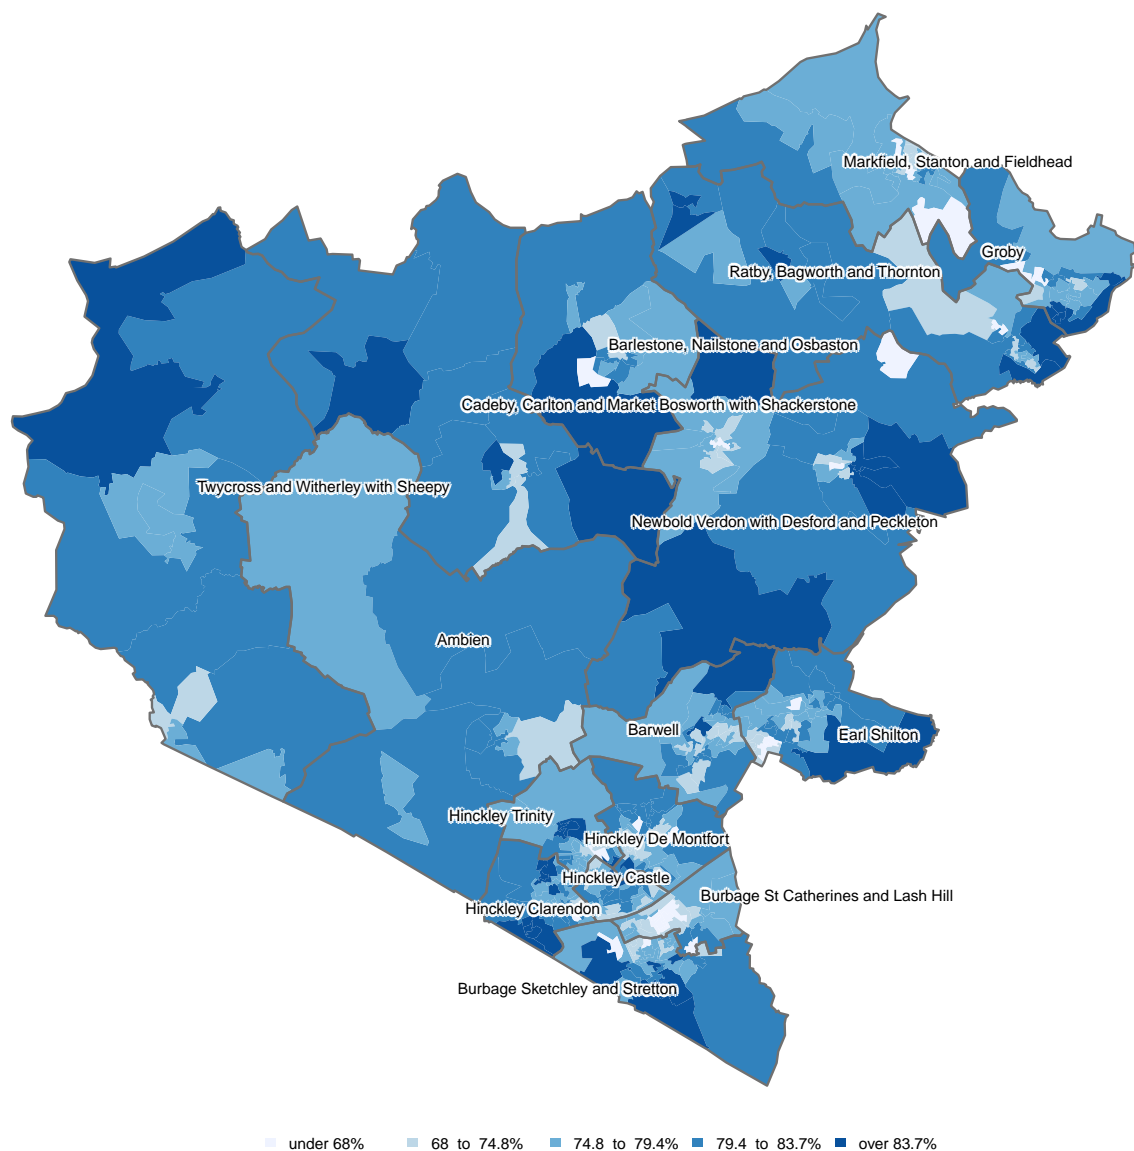 Markfield, Stanton and Fieldhead
Groby
Ratby, Bagworth and Thornton
Barlestone, Nailstone and Osbaston
Cadeby, Carlton and Market Bosworth with Shackerstone
Twycross and Witherley with Sheepy
Newbold Verdon with Desford and Peckleton
Ambien
Barwell
Earl Shilton
Hinckley Trinity
Hinckley De Montfort
Hinckley Castle
Burbage St Catherines and Lash Hill
Hinckley Clarendon
Burbage Sketchley and Stretton
under 68% 68 to 74.8% 74.8 to 79.4% 79.4 to 83.7% over 83.7%